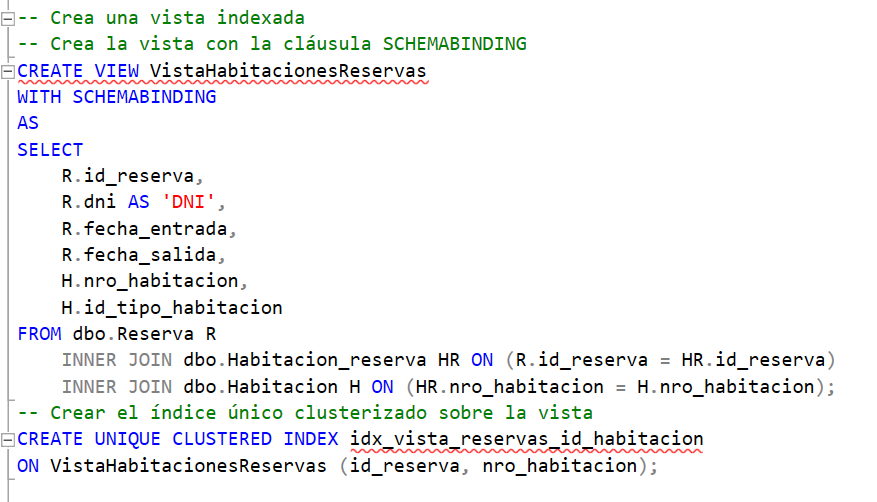 -- Crea una vista indexada
-- Crea la vista con la cláusula SCHEMABINDING
CREATE VIEW VistaHabitacionesReservas
WITH SCHEMABINDING
AS
SELECT
    R.id_reserva,
    R.dni AS 'DNI',
    R.fecha_entrada,
    R.fecha_salida,
    H.nro_habitacion,
    H.id_tipo_habitacion
FROM dbo.Reserva R
    INNER JOIN dbo.Habitacion_reserva HR ON (R.id_reserva = HR.id_reserva)
    INNER JOIN dbo.Habitacion H ON (HR.nro_habitacion = H.nro_habitacion);
-- Crear el índice único clusterizado sobre la vista
CREATE UNIQUE CLUSTERED INDEX idx_vista_reservas_id_habitacion
ON VistaHabitacionesReservas (id_reserva, nro_habitacion);